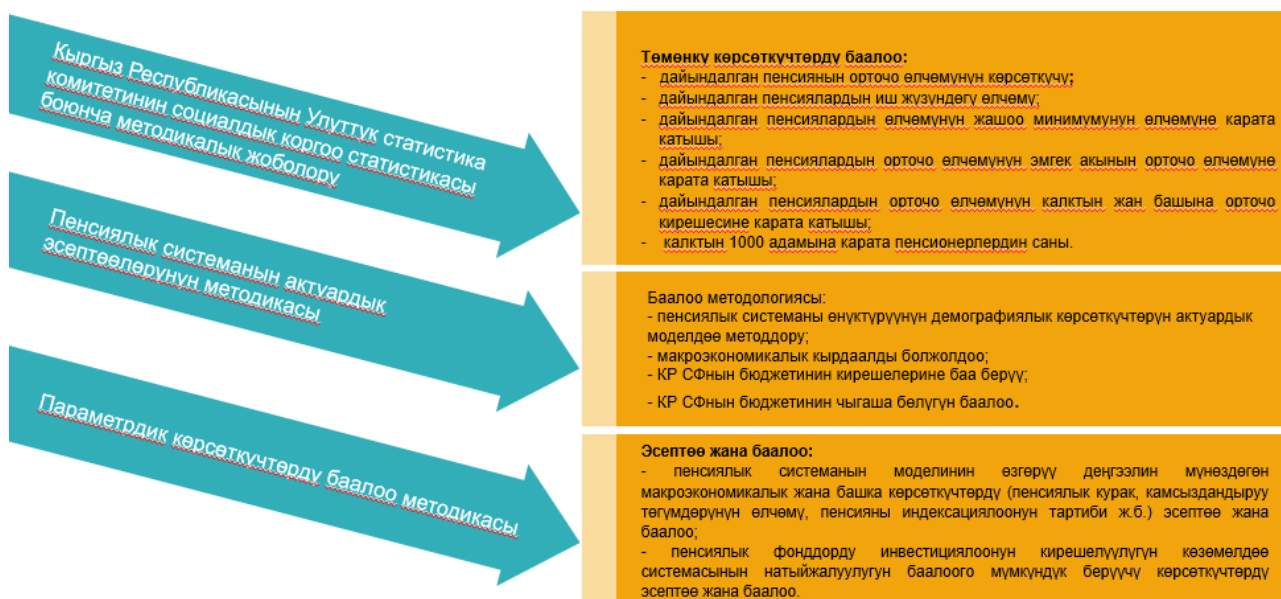 Кыргыз Республикасынын Улуттук статистика
комитетинин социалдык коргоо статистикасы
боюнча методикалык жоболору
Төмөнкү көрсөткүчтөрдү баалоо:
- дайындалган пенсиянын орточо өлчөмүнүн көрсөткүчү;
- дайындалган пенсиялардын иш жүзүндөгү өлчөмү;
- дайындалган пенсиялардын өлчөмүнүн жашоо минимумунун өлчөмүнө карата
катышы;
- дайындалган пенсиялардын орточо өлчөмүнүн эмгек акынын орточо өлчөмүнө
карата катышы;
- дайындалган пенсиялардын орточо өлчөмүнүн калктын жан башына орточо
кирешесине карата катышы;
- калктын 1000 адамына карата пенсионерлердин саны.
Пенсиялык системанын актуардык
эсептөөлөрүнүн методикасы
Баалоо методологиясы:
- пенсиялык системаны өнүктүрүүнүн демографиялык көрсөткүчтөрүн актуардык
моделдөө методдору;
- макроэкономикалык кырдаалды болжолдоо;
- КР СФнын бюджетинин кирешелерине баа берүү;
- КР СФнын бюджетинин чыгаша бөлүгүн баалоо.
Параметрдик көрсөткүчтөрдү баалоо методикасы
Эсептөө жана баалоо:
- пенсиялык системанын моделинин өзгөрүү деңгээлин мүнөздөгөн
макроэкономикалык жана башка көрсөткүчтөрдү (пенсиялык курак, камсыздандыруу
төгүмдөрүнүн өлчөмү, пенсияны индексациялоонун тартиби ж.б.) эсептөө жана
баалоо;
- пенсиялык фонддорду инвестициялоонун кирешелүүлүгүн көзөмөлдөө
системасынын натыйжалуулугун баалоого мүмкүндүк берүүчү көрсөткүчтөрдү
эсептөө жана баалоо.